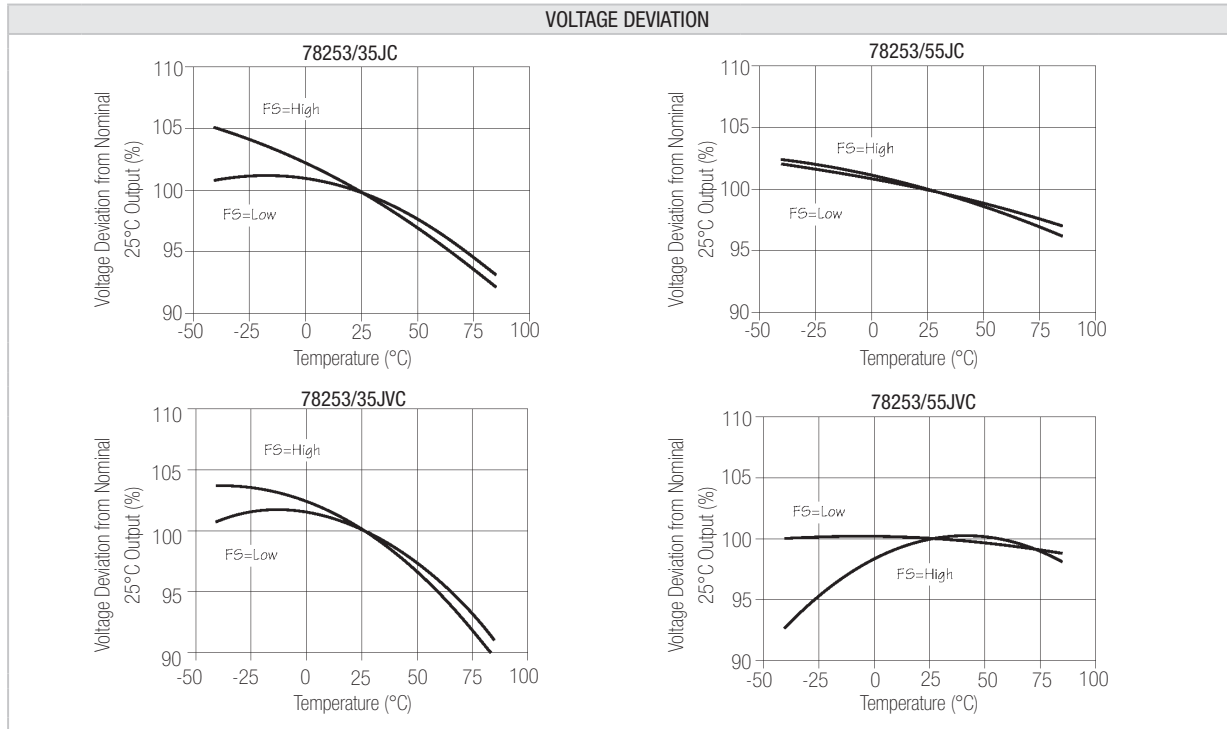 VOLTAGE DEVIATION
78253/35JC
Voltage Deviation from Nominal
25°C Output (%)
110
105
100
95
90
FS=High
FS=Low
-50
-25
0
25
50
75
100
Temperature (°C)
78253/55JC
Voltage Deviation from Nominal
25°C Output (%)
110
105
100
95
90
FS=High
FS=Low
-50
-25
0
25
50
75
100
Temperature (°C)
78253/35JVC
Voltage Deviation from Nominal
25°C Output (%)
110
105
100
95
90
FS=High
FS=Low
-50
-25
0
25
50
75
100
Temperature (°C)
78253/55JVC
Voltage Deviation from Nominal
25°C Output (%)
110
105
100
95
90
FS=Low
FS=High
-50
-25
0
25
50
75
100
Temperature (°C)